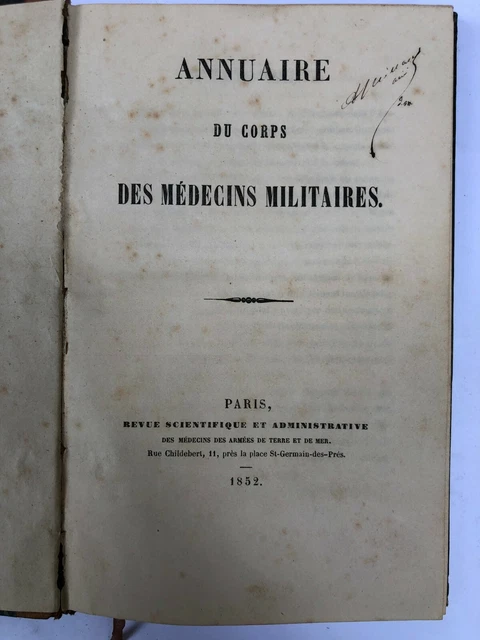 ANNUAIRE
DU CORPS
DES MÉDECINS MILITAIRES.
PARIS,
REVUE SCIENTIFIQUE ET ADMINISTRATIVE
DES MÉDECINS DES ARMÉES DE TERRE ET DE MER.
Rue Childebert, 11, près la place St-Germain-des-Prés.
1852.